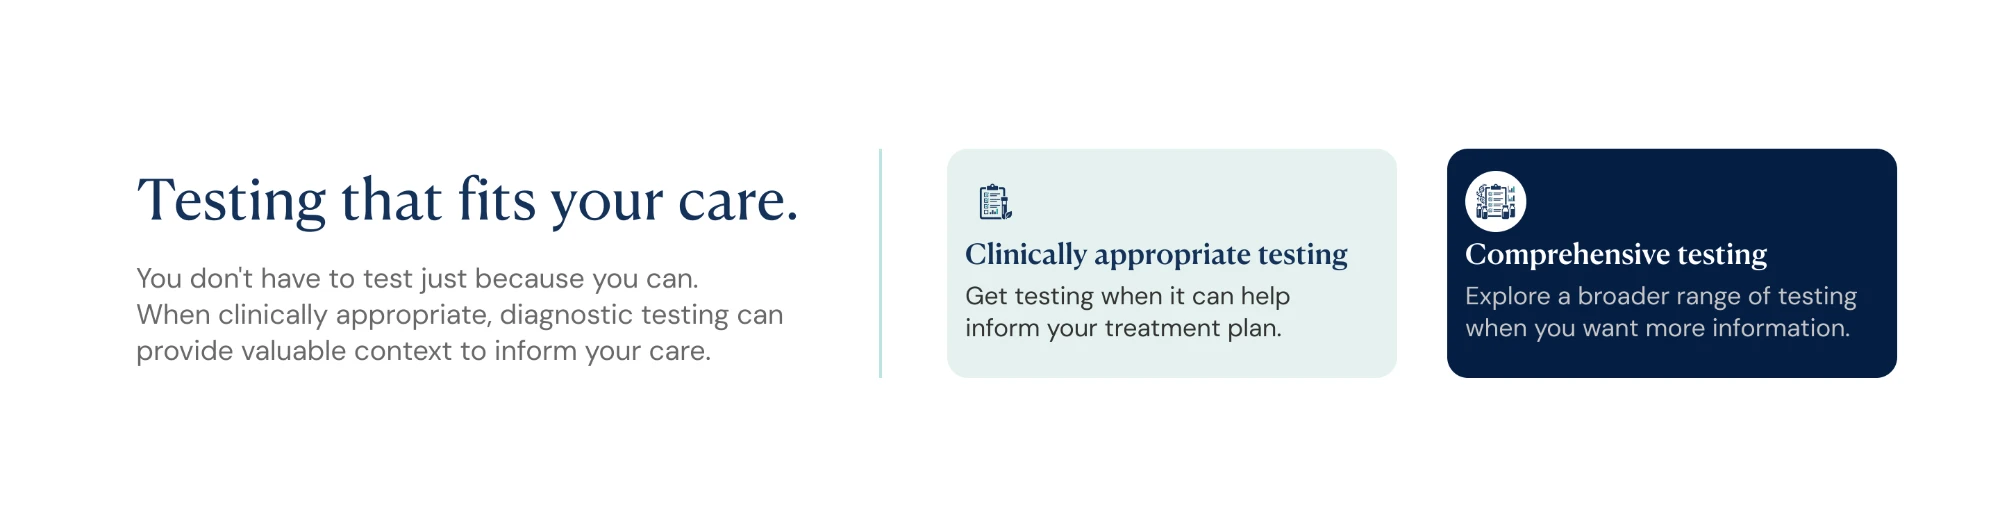 Testing that fits your care.
You don't have to test just because you can.
When clinically appropriate, diagnostic testing can
provide valuable context to inform your care.
Clinically appropriate testing
Get testing when it can help
inform your treatment plan.
Comprehensive testing
Explore a broader range of testing
when you want more information.